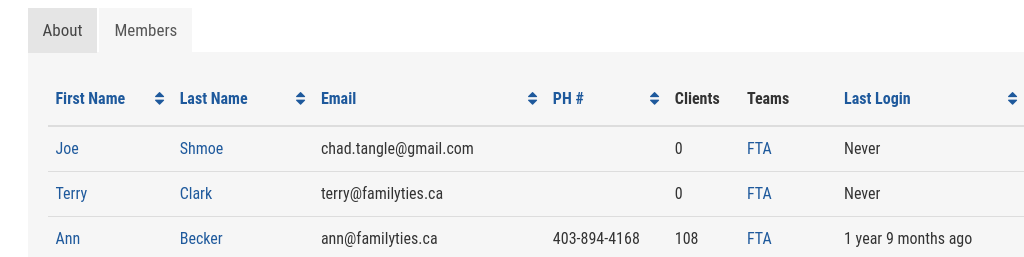 About Members
First Name Last Name Email PH # Clients Teams Last Login
Joe Shmoe chad.tangle@gmail.com 0 FTA Never
Terry Clark terry@familyties.ca 0 FTA Never
Ann Becker ann@familyties.ca 403-894-4168 108 FTA 1 year 9 months ago